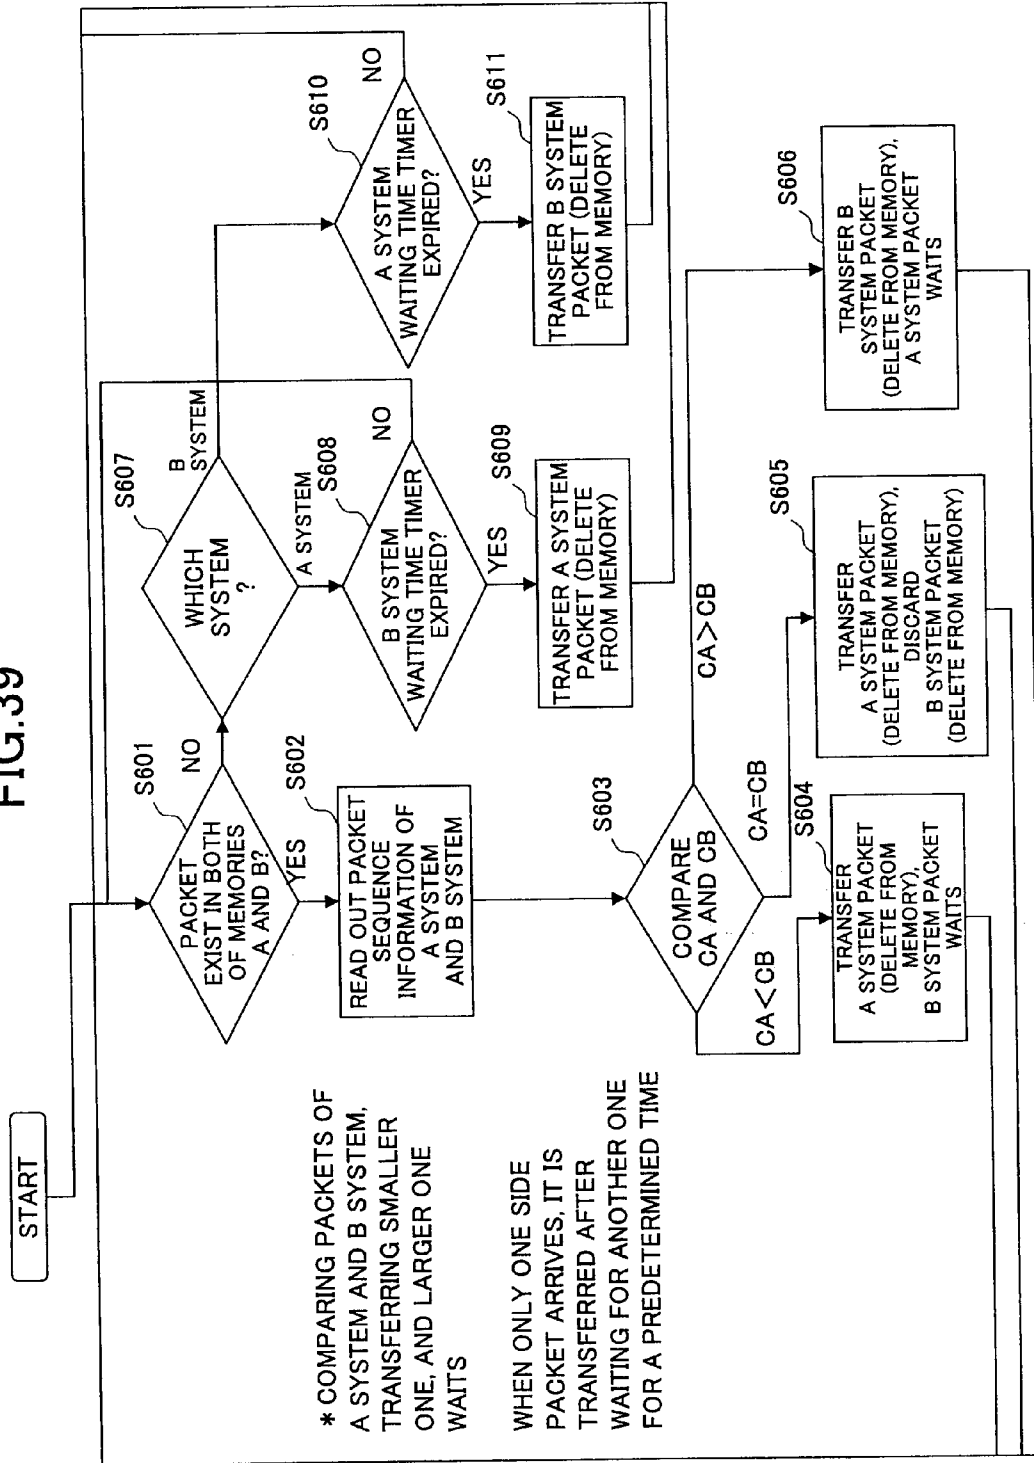 FIG.39
START
S601
PACKET
EXIST IN BOTH
OF MEMORIES
A AND B?
NO
YES
S602
READ OUT PACKET
SEQUENCE
INFORMATION OF
A SYSTEM
AND B SYSTEM
S603
COMPARE
CA AND CB
CA<CB
CA=CB
CA>CB
S604
TRANSFER
A SYSTEM PACKET
(DELETE FROM
MEMORY),
B SYSTEM PACKET
WAITS
S605
TRANSFER
A SYSTEM PACKET
(DELETE FROM MEMORY),
DISCARD
B SYSTEM PACKET
(DELETE FROM MEMORY)
S606
TRANSFER B
SYSTEM PACKET
(DELETE FROM MEMORY),
A SYSTEM PACKET
WAITS
S607
WHICH
SYSTEM
?
B
SYSTEM
A SYSTEM
S608
B SYSTEM
WAITING TIME TIMER
EXPIRED?
NO
YES
S609
TRANSFER A SYSTEM
PACKET (DELETE
FROM MEMORY)
S610
A SYSTEM
WAITING TIME TIMER
EXPIRED?
NO
YES
S611
TRANSFER B SYSTEM
PACKET (DELETE
FROM MEMORY)
* COMPARING PACKETS OF
A SYSTEM AND B SYSTEM,
TRANSFERRING SMALLER
ONE, AND LARGER ONE
WAITS
WHEN ONLY ONE SIDE
PACKET ARRIVES, IT IS
TRANSFERRED AFTER
WAITING FOR ANOTHER ONE
FOR A PREDETERMINED TIME